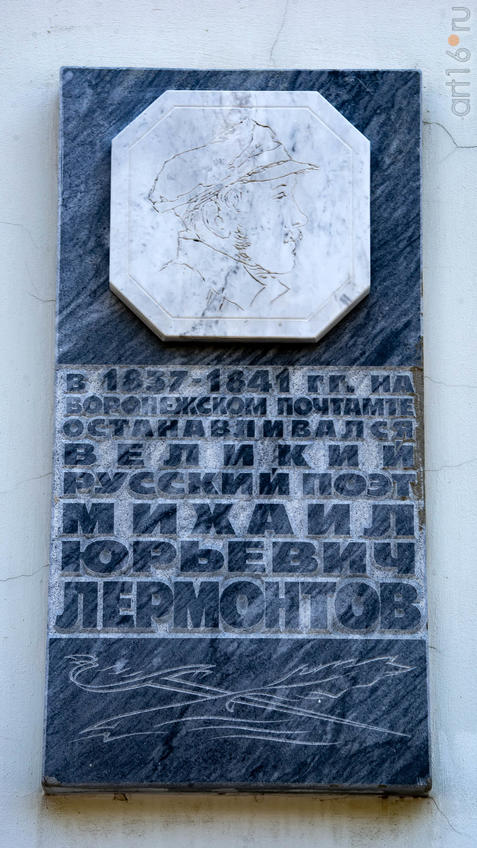 art16.ru
В 1837-1841 ГГ. НА
ВОРОНЕЖСКОМ ПОЧТАМТЕ
ОСТАНАВЛИВАЛСЯ
ВЕЛИКИЙ
РУССКИЙ ПОЭТ
МИХАИЛ
ЮРЬЕВИЧ
ЛЕРМОНТОВ